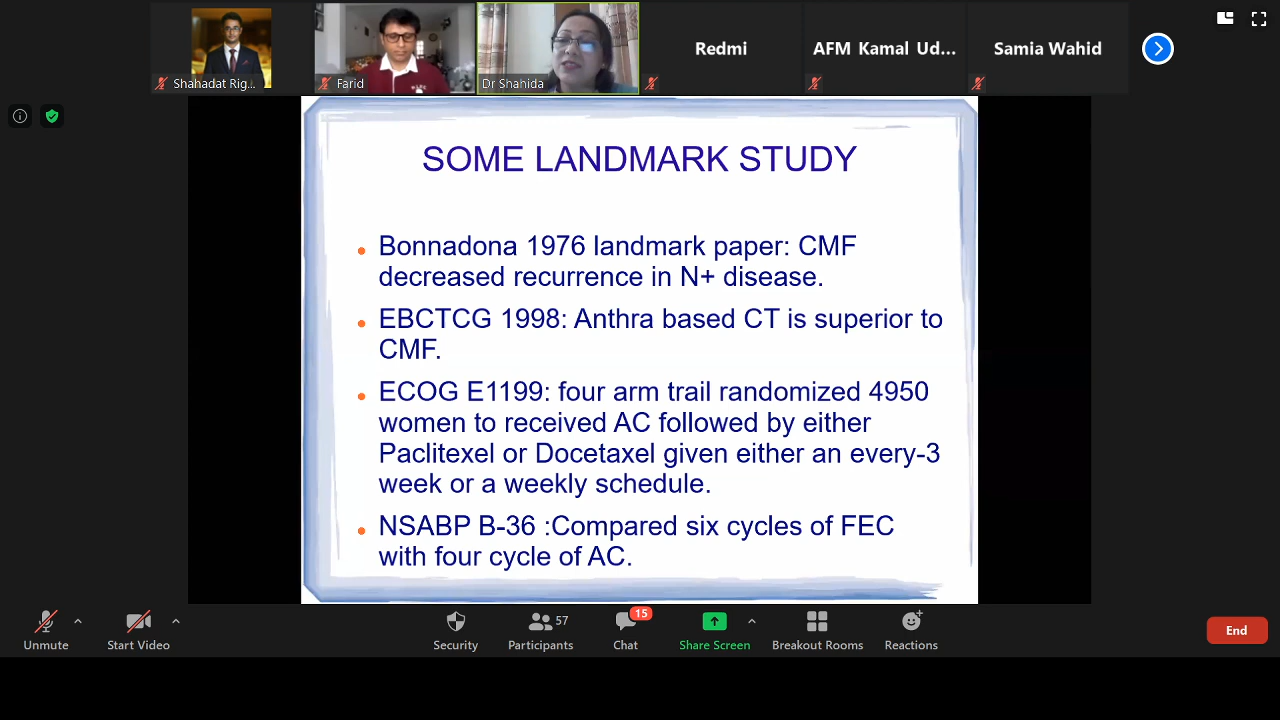 Redmi
AFM Kamal Ud...
Samia Wahid
Shahadat Rig...
Farid
Dr Shahida
SOME LANDMARK STUDY
Bonnadona 1976 landmark paper: CMF
decreased recurrence in N+ disease.
EBCTCG 1998: Anthra based CT is superior to
CMF.
ECOG E1199: four arm trail randomized 4950
women to received AC followed by either
Paclitexel or Docetaxel given either an every-3
week or a weekly schedule.
NSABP B-36 :Compared six cycles of FEC
with four cycle of AC.
57
15
Unmute
Start Video
Security
Participants
Chat
Share Screen
Breakout Rooms
Reactions
End